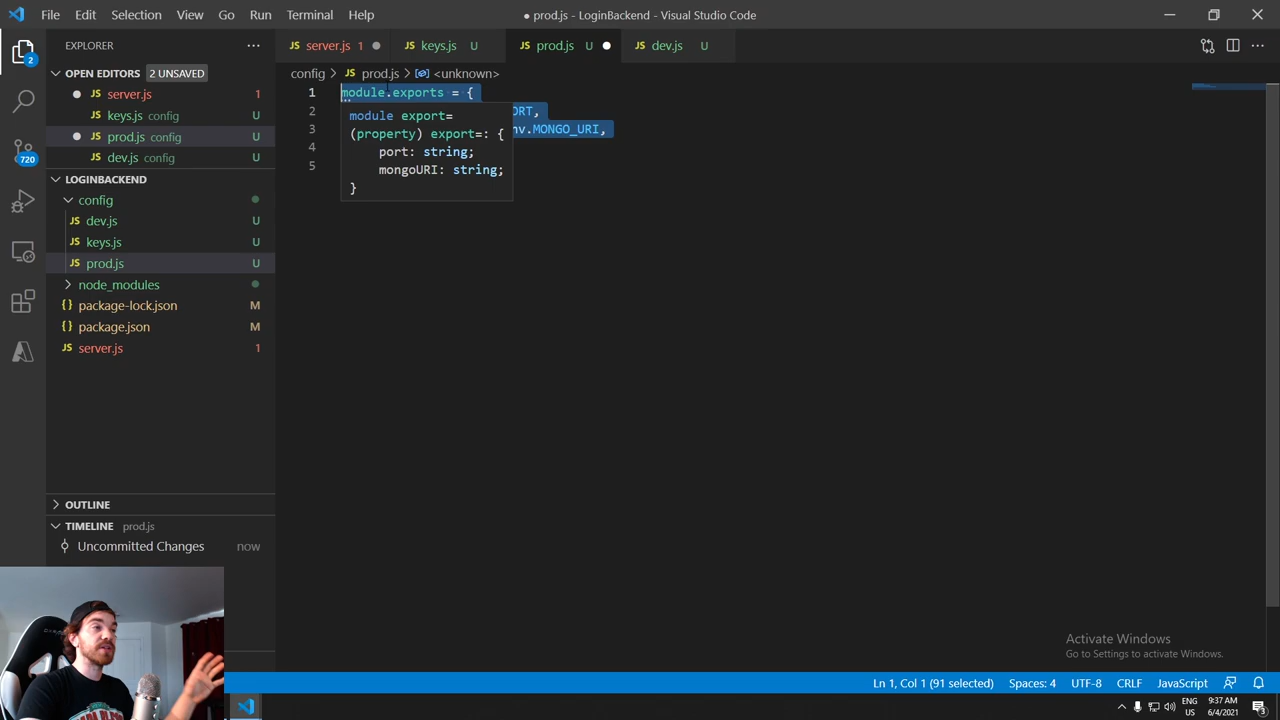 File Edit Selection View Go Run Terminal Help
● prod.js - LoginBackend - Visual Studio Code
EXPLORER
JS server.js 1
JS keys.js U
JS prod.js U
JS dev.js U
OPEN EDITORS 2 UNSAVED
JS server.js 1
JS keys.js config U
JS prod.js config U
JS dev.js config U
LOGINBACKEND
config
JS dev.js U
JS keys.js U
JS prod.js U
node_modules
{} package-lock.json M
{} package.json M
JS server.js 1
OUTLINE
TIMELINE prod.js
Uncommitted Changes now
2
720
config > JS prod.js > <unknown>
1 module.exports = {
2 ORT,
3 nv.MONGO_URI,
4
5
module export=
(property) export=: {
port: string;
mongoURI: string;
}
Activate Windows
Go to Settings to activate Windows.
Ln 1, Col 1 (91 selected) Spaces: 4 UTF-8 CRLF JavaScript
ENG
US
9:37 AM
6/4/2021
3